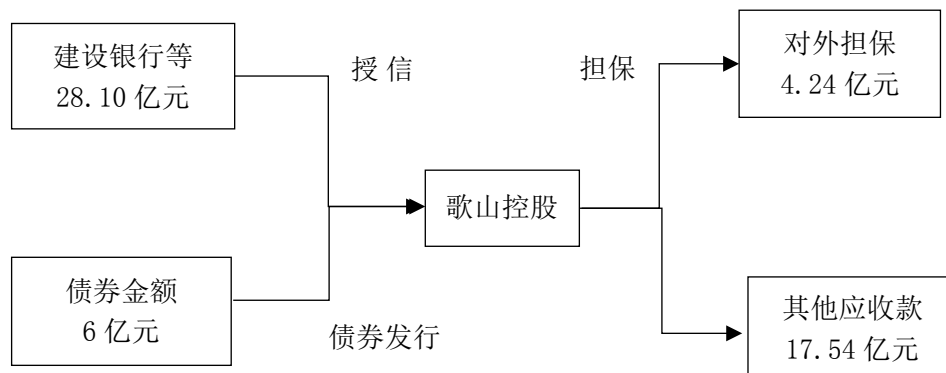 建设银行等
28.10 亿元
授 信
担保
对外担保
4.24 亿元
歌山控股
债券金额
6 亿元
债券发行
其他应收款
17.54 亿元